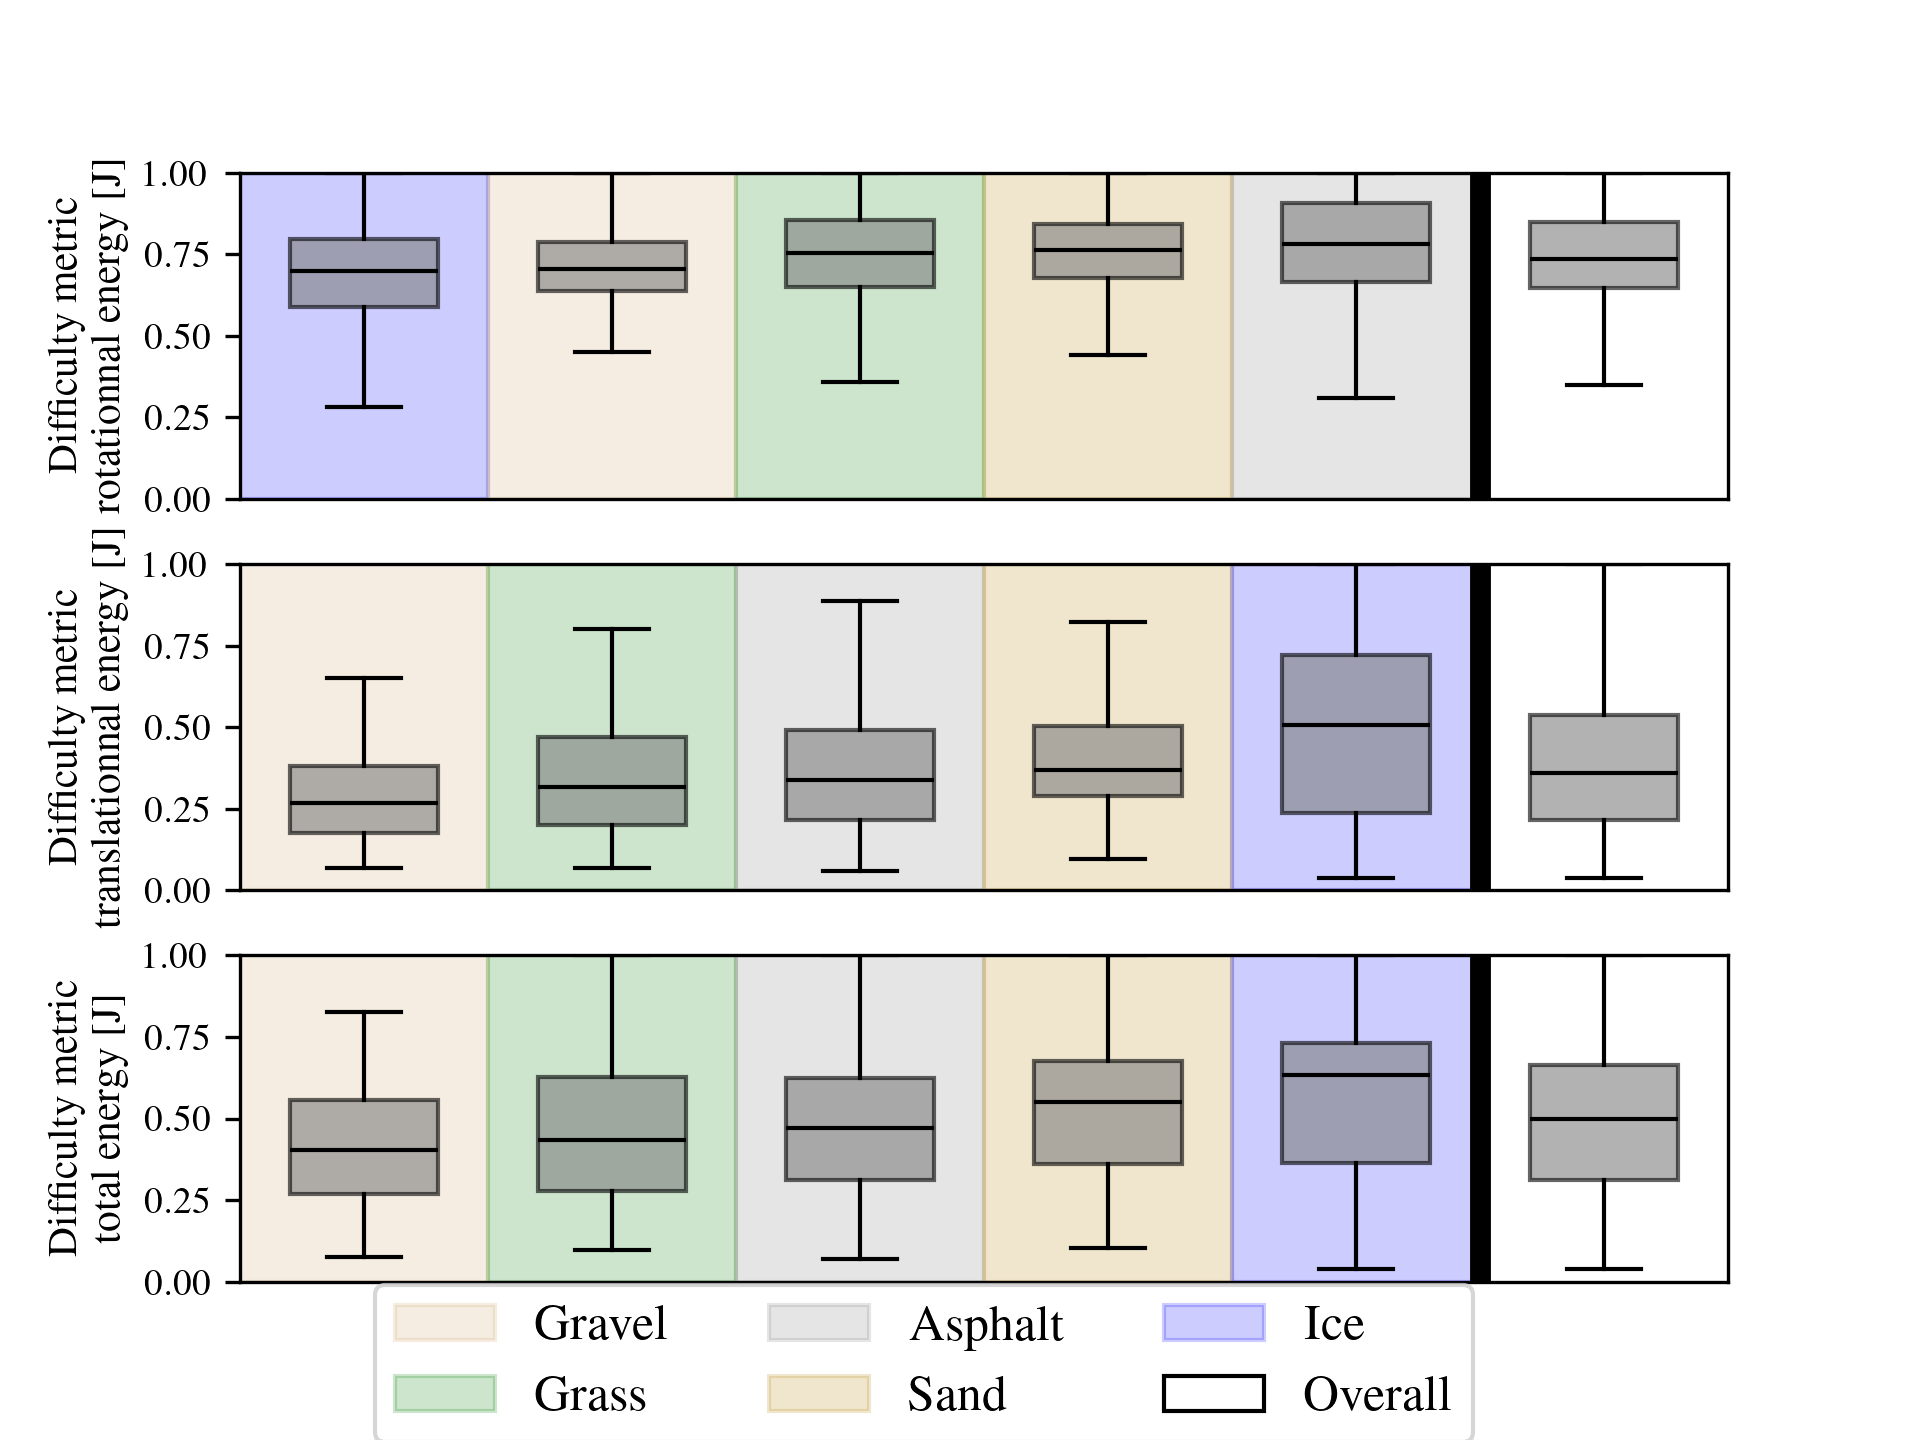 Difficulty metric
rotationnal energy [J]
1.00
0.75
0.50
0.25
0.00
Difficulty metric
translationnal energy [J]
1.00
0.75
0.50
0.25
0.00
Difficulty metric
total energy [J]
1.00
0.75
0.50
0.25
0.00
Gravel
Asphalt
Ice
Grass
Sand
Overall